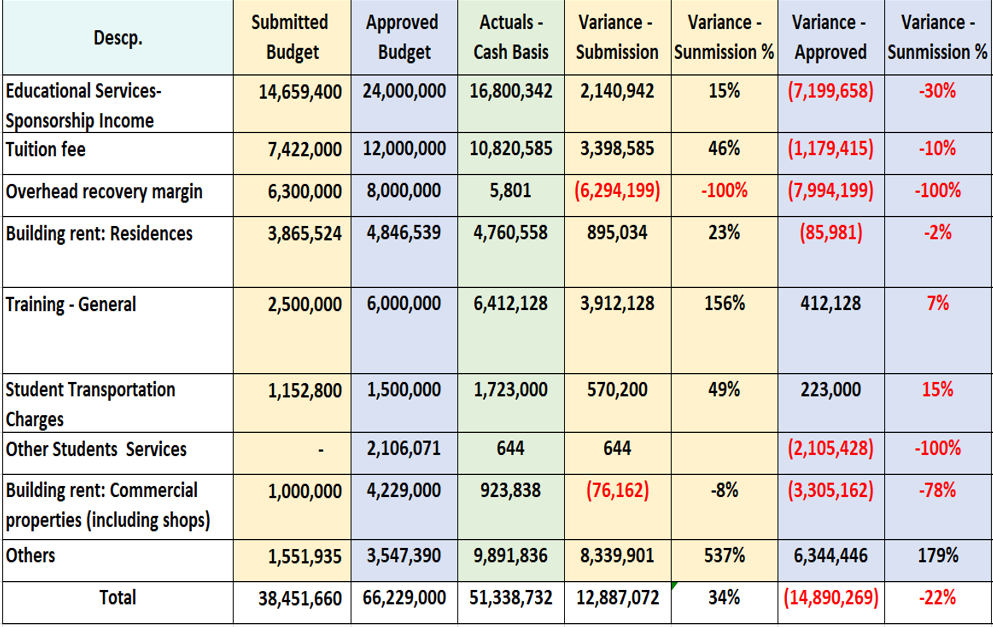 Descp. Submitted Budget Approved Budget Actuals - Cash Basis Variance - Submission Variance - Sunmission % Variance - Approved Variance - Sunmission %
Educational Services- Sponsorship Income 14,659,400 24,000,000 16,800,342 2,140,942 15% (7,199,658) -30%
Tuition fee 7,422,000 12,000,000 10,820,585 3,398,585 46% (1,179,415) -10%
Overhead recovery margin 6,300,000 8,000,000 5,801 (6,294,199) -100% (7,994,199) -100%
Building rent: Residences 3,865,524 4,846,539 4,760,558 895,034 23% (85,981) -2%
Training - General 2,500,000 6,000,000 6,412,128 3,912,128 156% 412,128 7%
Student Transportation Charges 1,152,800 1,500,000 1,723,000 570,200 49% 223,000 15%
Other Students Services - 2,106,071 644 644 (2,105,428) -100%
Building rent: Commercial properties (including shops) 1,000,000 4,229,000 923,838 (76,162) -8% (3,305,162) -78%
Others 1,551,935 3,547,390 9,891,836 8,339,901 537% 6,344,446 179%
Total 38,451,660 66,229,000 51,338,732 12,887,072 34% (14,890,269) -22%